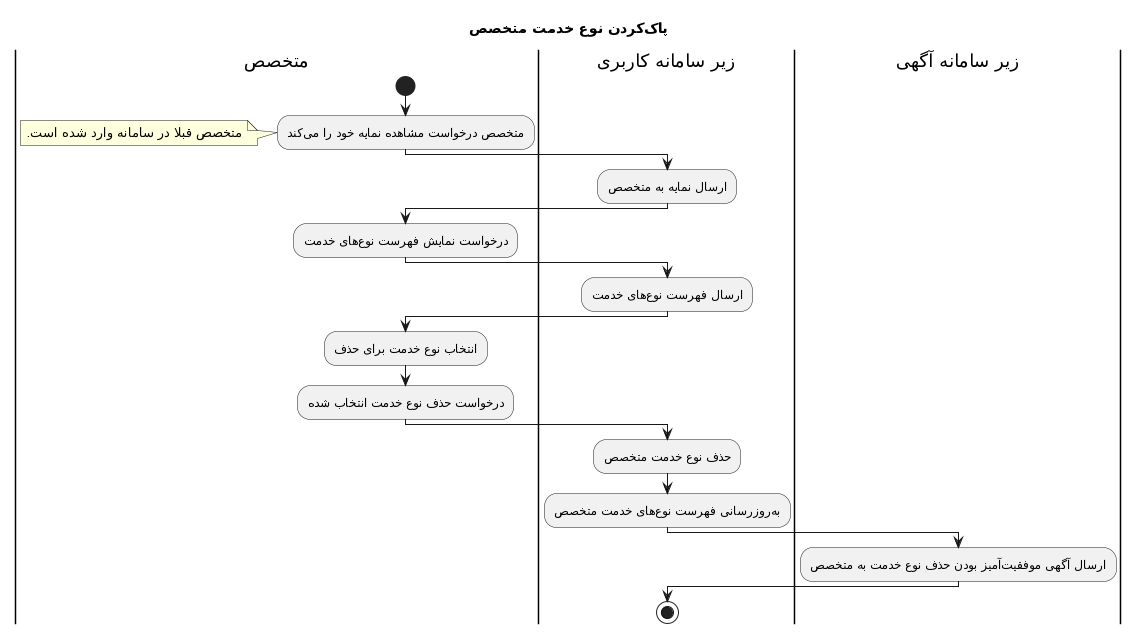 پاک‌کردن نوع خدمت متخصص
متخصص
زیر سامانه کاربری
زیر سامانه آگهی
متخصص درخواست مشاهده نمایه خود را می‌کند
متخصص قبلا در سامانه وارد شده است.
ارسال نمایه به متخصص
درخواست نمایش فهرست نوع‌های خدمت
ارسال فهرست نوع‌های خدمت
انتخاب نوع خدمت برای حذف
درخواست حذف نوع خدمت انتخاب شده
حذف نوع خدمت متخصص
به‌روزرسانی فهرست نوع‌های خدمت متخصص
ارسال آگهی موفقیت‌آمیز بودن حذف نوع خدمت به متخصص